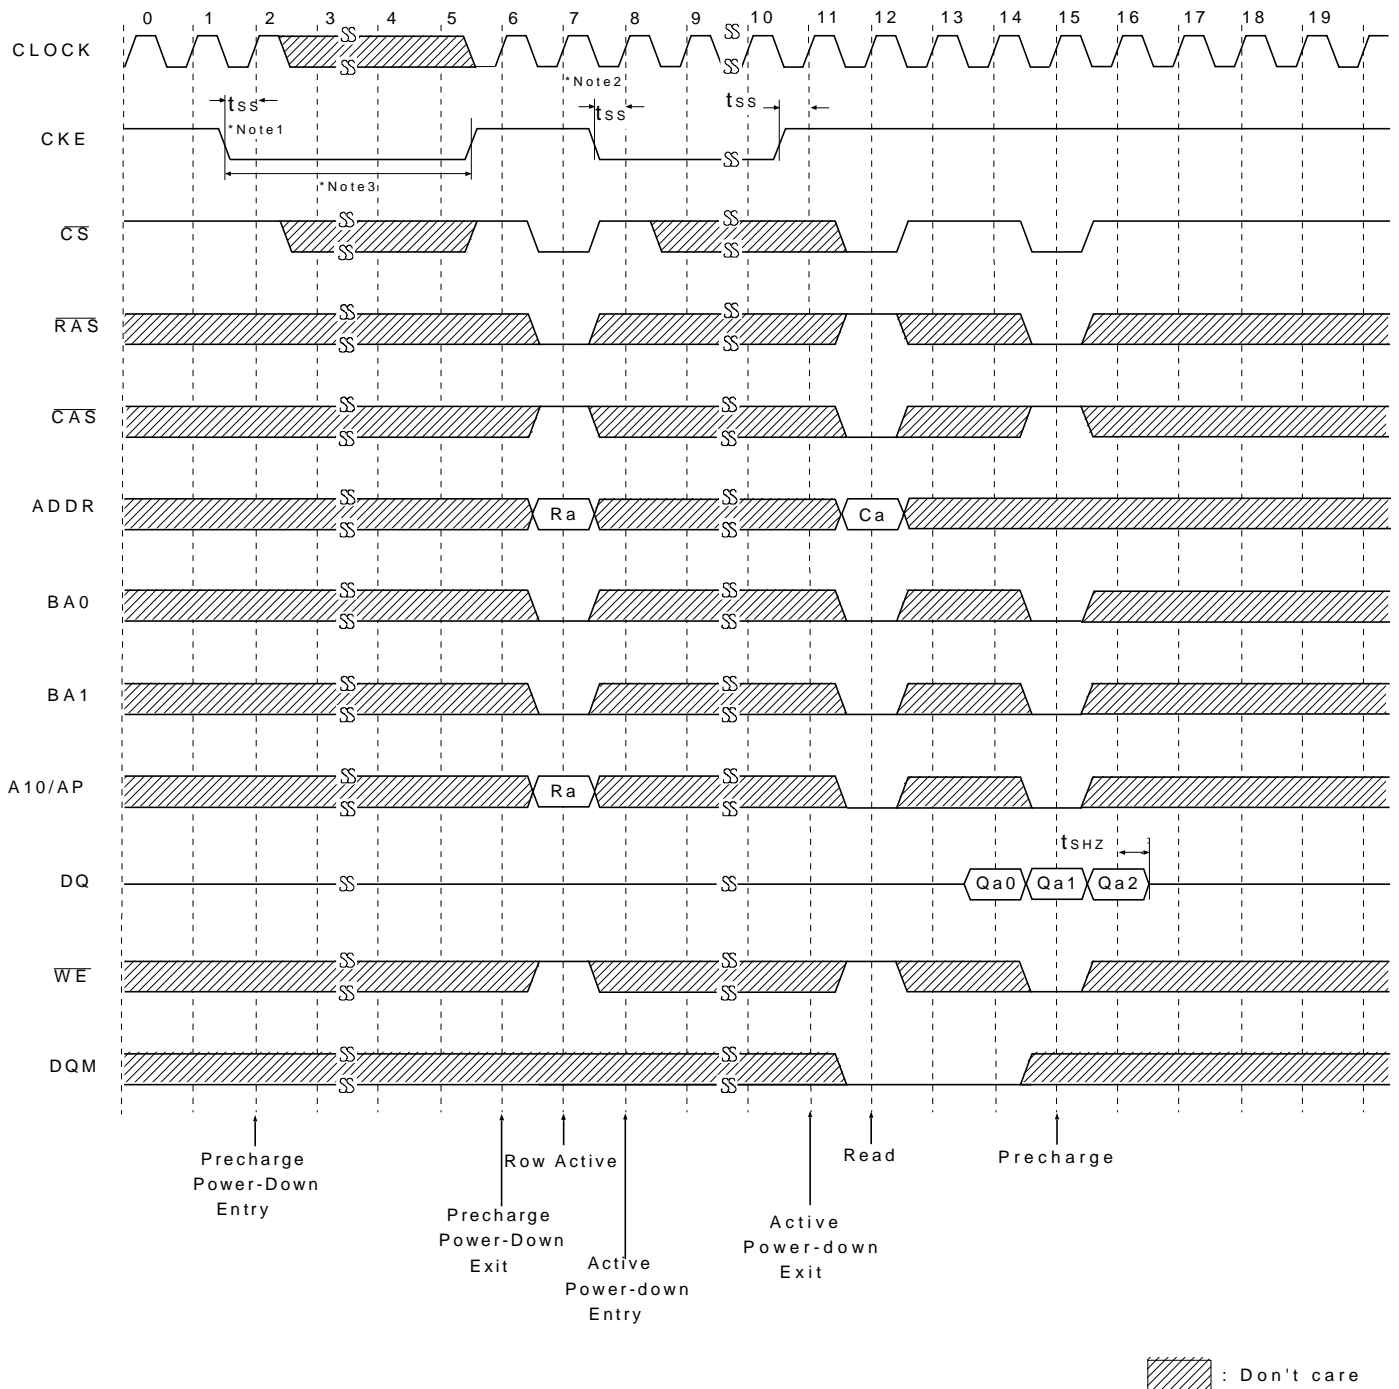 0 1 2 3 4 5 6 7 8 9 10 11 12 13 14 15 16 17 18 19
CLOCK
*Note2
tSS tSS tSS
*Note1
CKE
*Note3
CS
RAS
CAS
ADDR Ra Ca
BA0
BA1
A10/AP Ra
tSHZ
DQ Qa0 Qa1 Qa2
WE
DQM
Precharge
Power-Down
Entry
Row Active
Precharge
Power-Down
Exit
Active
Power-down
Entry
Active
Power-down
Exit
Read
Precharge
: Don't care